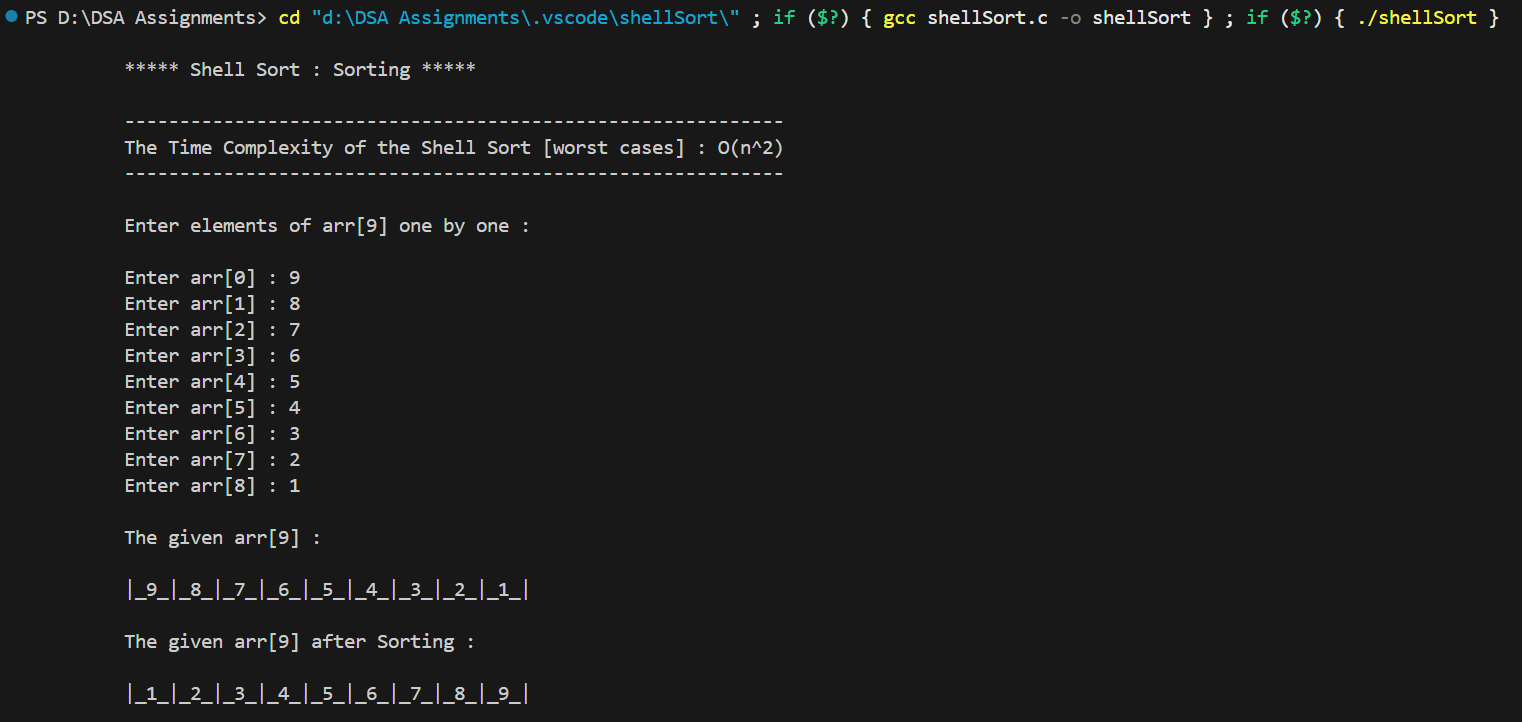 PS D:\DSA Assignments> cd "d:\DSA Assignments\.vscode\shellSort\" ; if ($?) { gcc shellSort.c -o shellSort } ; if ($?) { ./shellSort }
***** Shell Sort : Sorting *****
------------------------------------------------------------
The Time Complexity of the Shell Sort [worst cases] : O(n^2)
------------------------------------------------------------
Enter elements of arr[9] one by one :
Enter arr[0] : 9
Enter arr[1] : 8
Enter arr[2] : 7
Enter arr[3] : 6
Enter arr[4] : 5
Enter arr[5] : 4
Enter arr[6] : 3
Enter arr[7] : 2
Enter arr[8] : 1
The given arr[9] :
|_9_|_8_|_7_|_6_|_5_|_4_|_3_|_2_|_1_|
The given arr[9] after Sorting :
|_1_|_2_|_3_|_4_|_5_|_6_|_7_|_8_|_9_|